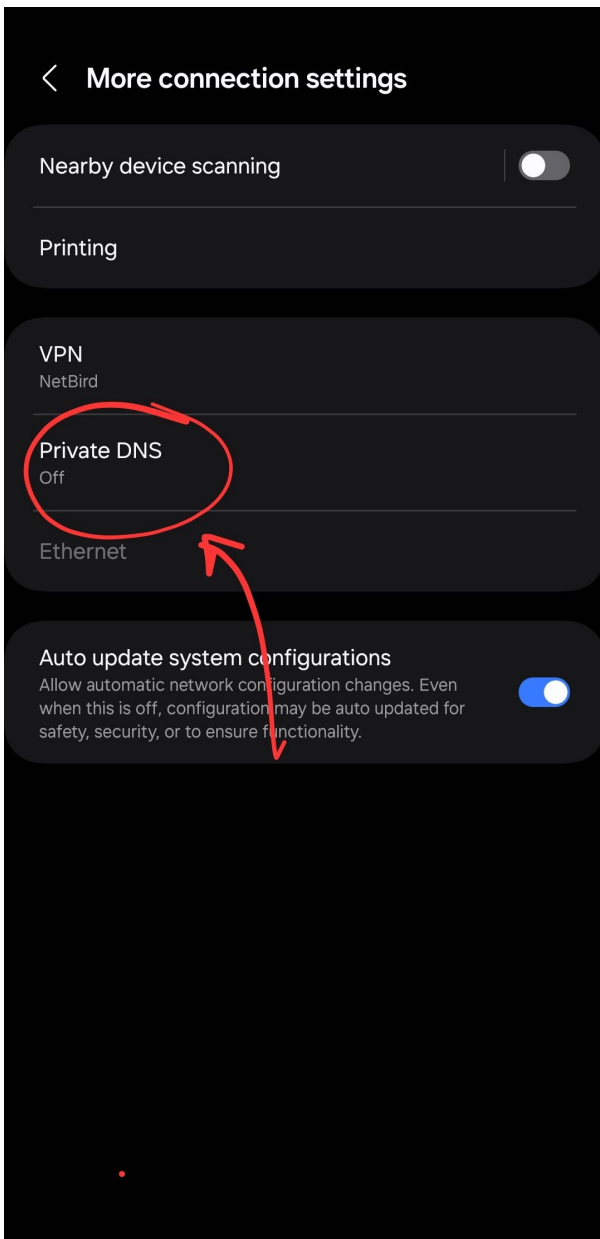 More connection settings
Nearby device scanning
Printing
VPN
NetBird
Private DNS
Off
Ethernet
Auto update system configurations
Allow automatic network configuration changes. Even
when this is off, configuration may be auto updated for
safety, security, or to ensure functionality.